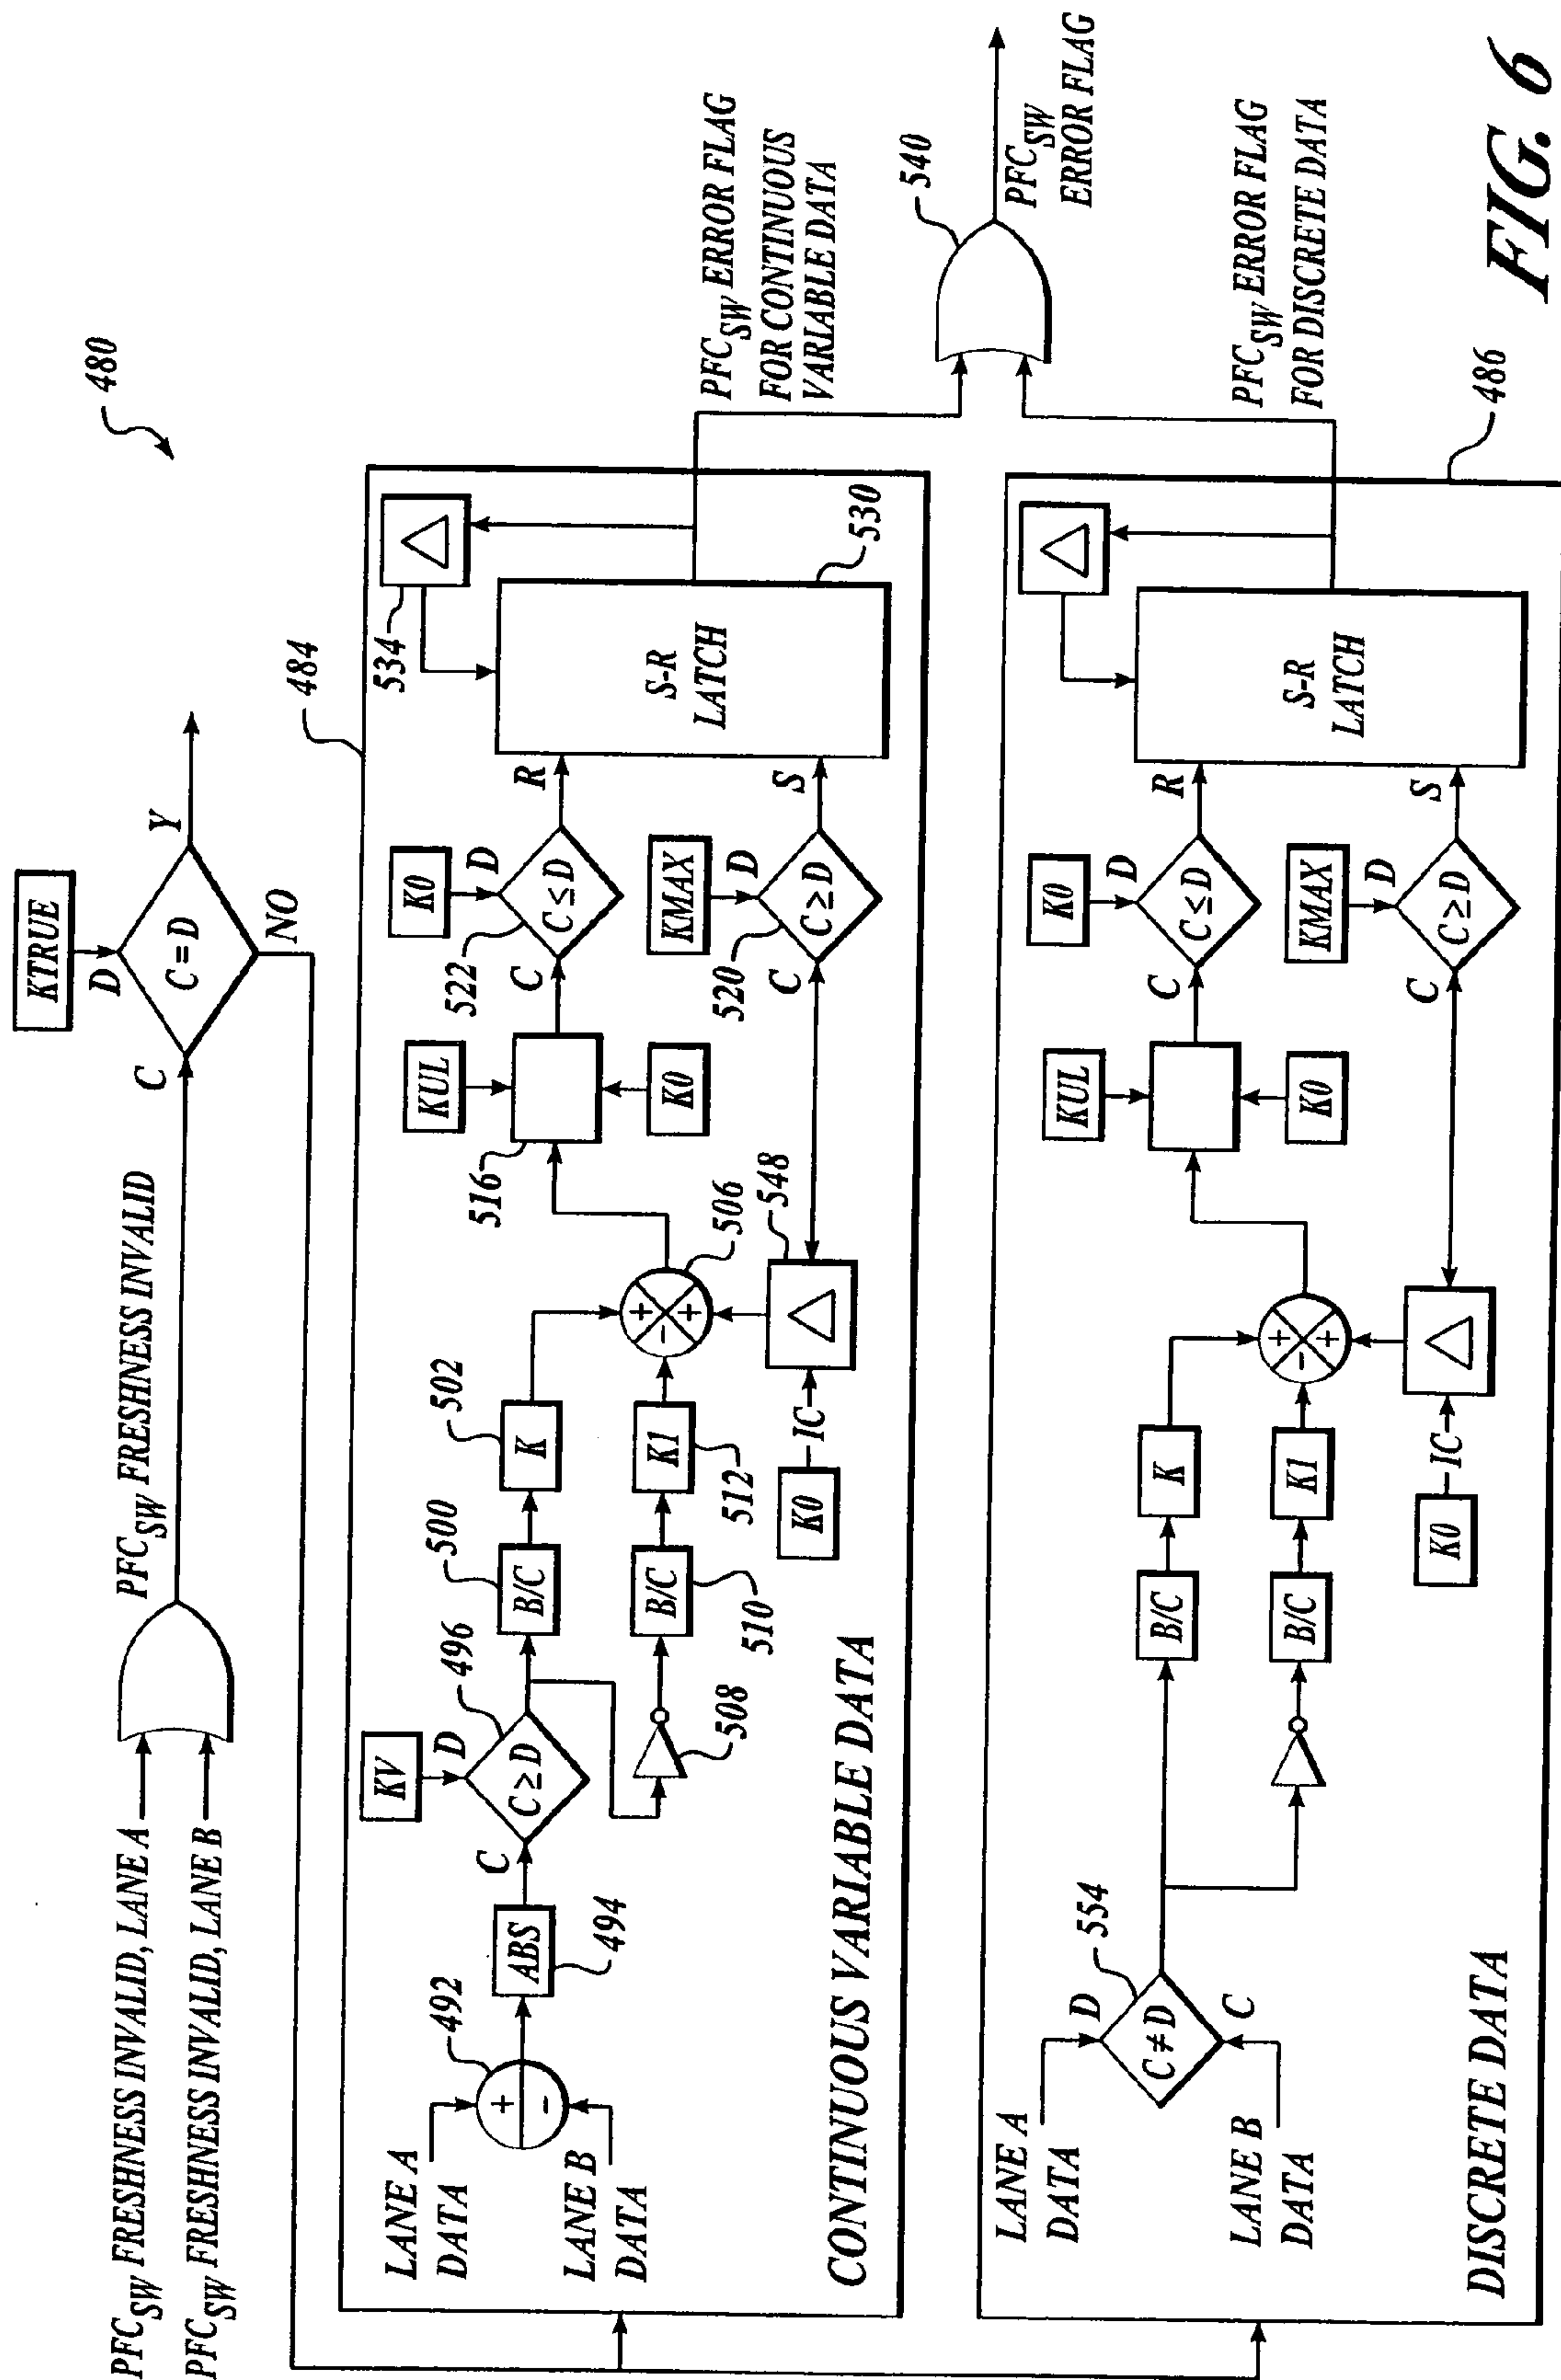 480
KTRUE
D
PFC_SW FRESHNESS INVALID, LANE A
PFC_SW FRESHNESS INVALID, LANE B
PFC_SW FRESHNESS INVALID
C
C = D
Y
NO
484
KV
D
LANE A
DATA
LANE B
DATA
+
-
492
ABS
494
C
C ≥ D
496
508
B/C
500
K
502
B/C
510
K1
512
K0
IC
+
-
+
506
△
548
KUL
516
K0
K0
D
C
C ≤ D
522
R
KMAX
D
C
C ≥ D
520
S
S-R
LATCH
530
△
534
CONTINUOUS VARIABLE DATA
PFC_SW ERROR FLAG
FOR CONTINUOUS
VARIABLE DATA
540
PFC_SW
ERROR FLAG
PFC_SW ERROR FLAG
FOR DISCRETE DATA
486
LANE A
DATA
D
C ≠ D
554
C
LANE B
DATA
B/C
K
B/C
K1
K0
IC
+
-
+
△
KUL
K0
K0
D
C
C ≤ D
R
KMAX
D
C
C ≥ D
S
S-R
LATCH
△
DISCRETE DATA
FIG. 6